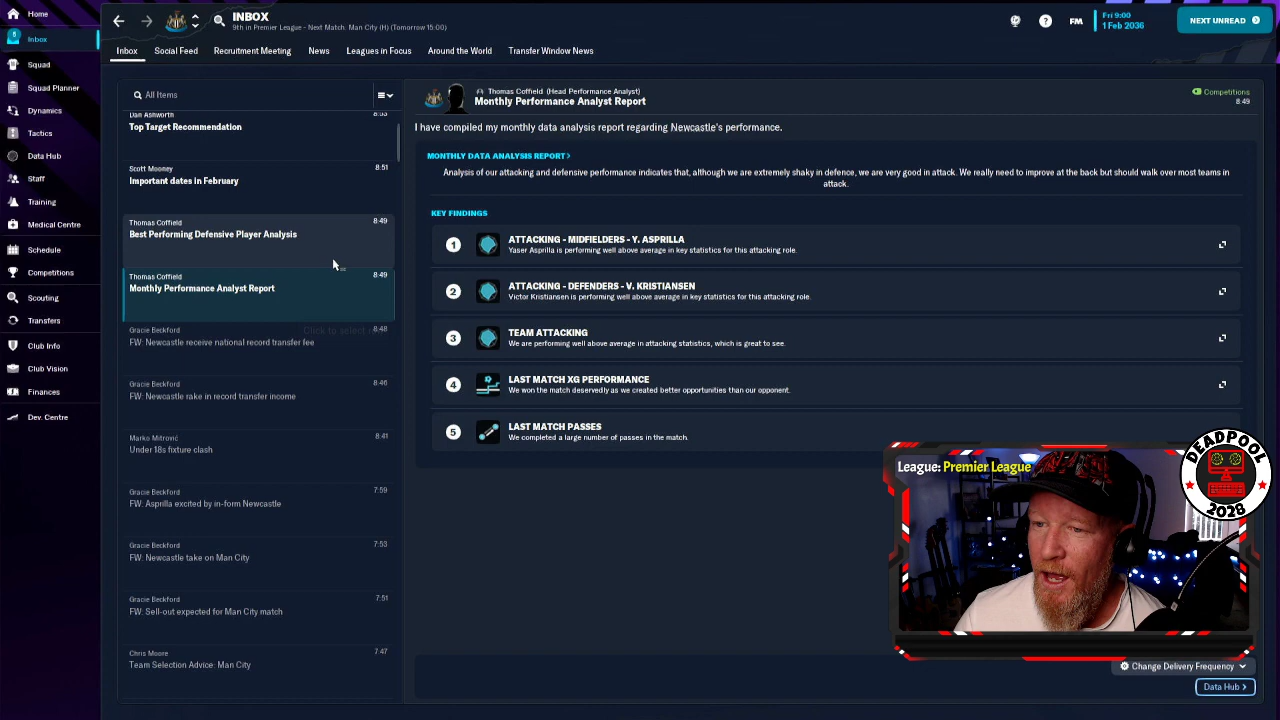 Home
Inbox
Squad
Squad Planner
Dynamics
Tactics
Data Hub
Staff
Training
Medical Centre
Schedule
Competitions
Scouting
Transfers
Club Info
Club Vision
Finances
Dev. Centre
INBOX
9th in Premier League - Next Match: Man City (H) (Tomorrow 15:00)
FM
Fri 9:00
1 Feb 2036
NEXT UNREAD
Inbox
Social Feed
Recruitment Meeting
News
Leagues in Focus
Around the World
Transfer Window News
All Items
Dan Ashworth 8:53
Top Target Recommendation
Scott Mooney 8:51
Important dates in February
Thomas Coffield 8:49
Best Performing Defensive Player Analysis
Thomas Coffield 8:49
Monthly Performance Analyst Report
Click to select
Gracie Beckford 8:48
FW: Newcastle receive national record transfer fee
Gracie Beckford 8:46
FW: Newcastle rake in record transfer income
Marko Mitrović 8:41
Under 18s fixture clash
Gracie Beckford 7:59
FW: Asprilla excited by in-form Newcastle
Gracie Beckford 7:53
FW: Newcastle take on Man City
Gracie Beckford 7:51
FW: Sell-out expected for Man City match
Chris Moore 7:47
Team Selection Advice: Man City
Thomas Coffield (Head Performance Analyst)
Monthly Performance Analyst Report
Competitions
8:49
I have compiled my monthly data analysis report regarding Newcastle's performance.
MONTHLY DATA ANALYSIS REPORT >
Analysis of our attacking and defensive performance indicates that, although we are extremely shaky in defence, we are very good in attack. We really need to improve at the back but should walk over most teams in
attack.
KEY FINDINGS
1 ATTACKING - MIDFIELDERS - Y. ASPRILLA
Yaser Asprilla is performing well above average in key statistics for this attacking role.
2 ATTACKING - DEFENDERS - V. KRISTIANSEN
Victor Kristiansen is performing well above average in key statistics for this attacking role.
3 TEAM ATTACKING
We are performing well above average in attacking statistics, which is great to see.
4 LAST MATCH XG PERFORMANCE
We won the match deservedly as we created better opportunities than our opponent.
5 LAST MATCH PASSES
We completed a large number of passes in the match.
League: Premier League
DEADPOOL
2028
Change Delivery Frequency
Data Hub >